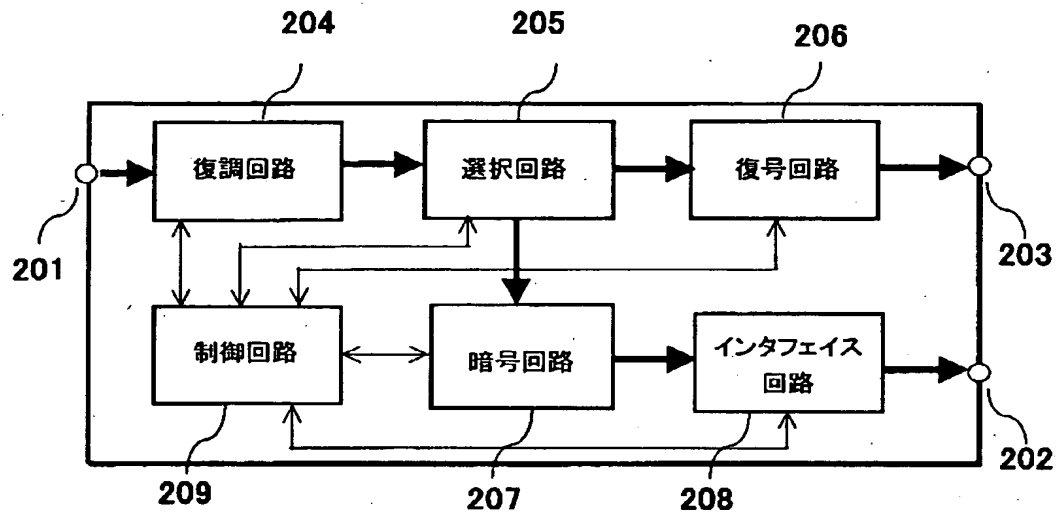 204
205
206
復調回路
選択回路
復号回路
201
203
制御回路
暗号回路
インタフェイス
回路
202
209
207
208